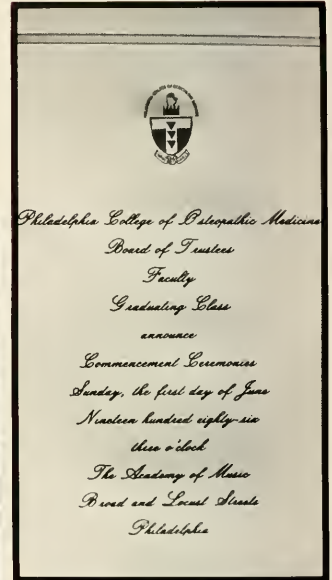 Philadelphia College of Osteopathic Medicine
Board of Trustees
Faculty
Graduating Class
announce
Commencement Ceremonies
Sunday, the first day of June
Nineteen hundred eighty-six
three o'clock
The Academy of Music
Broad and Locust Streets
Philadelphia